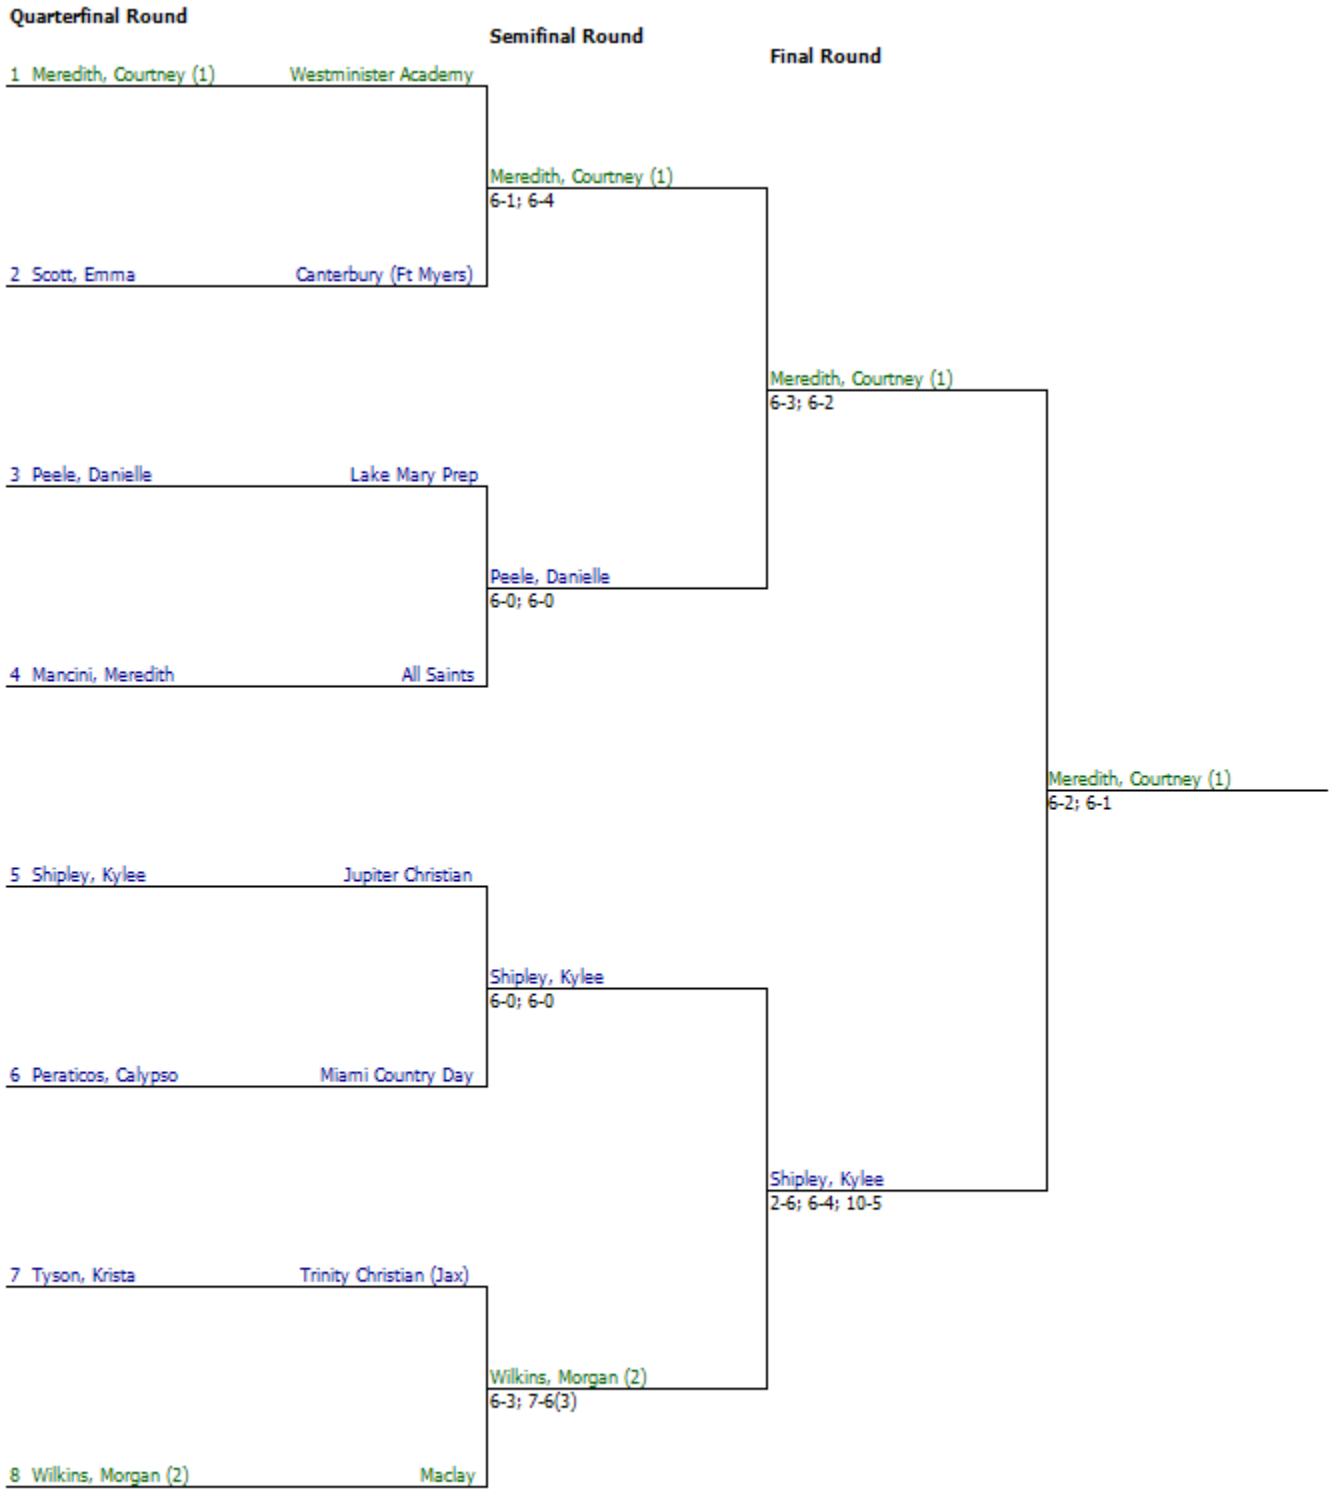 Quarterfinal Round
Semifinal Round
Final Round
1 Meredith, Courtney (1) Westminister Academy
Meredith, Courtney (1)
6-1; 6-4
2 Scott, Emma Canterbury (Ft Myers)
Meredith, Courtney (1)
6-3; 6-2
3 Peele, Danielle Lake Mary Prep
Peele, Danielle
6-0; 6-0
4 Mancini, Meredith All Saints
Meredith, Courtney (1)
6-2; 6-1
5 Shipley, Kylee Jupiter Christian
Shipley, Kylee
6-0; 6-0
6 Peraticos, Calypso Miami Country Day
Shipley, Kylee
2-6; 6-4; 10-5
7 Tyson, Krista Trinity Christian (Jax)
Wilkins, Morgan (2)
6-3; 7-6(3)
8 Wilkins, Morgan (2) Maclay